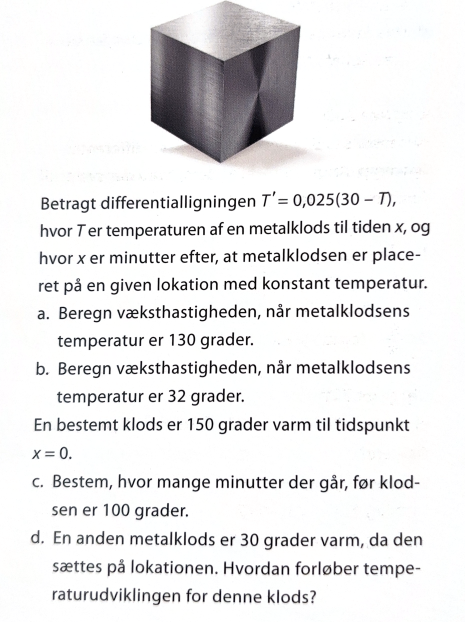 Betragt differentialligningen T′ = 0,025(30 – T),
hvor T er temperaturen af en metalklods til tiden x, og
hvor x er minutter efter, at metalklodsen er place-
ret på en given lokation med konstant temperatur.
a. Beregn væksthastigheden, når metalklodsens
temperatur er 130 grader.
b. Beregn væksthastigheden, når metalklodsens
temperatur er 32 grader.
En bestemt klods er 150 grader varm til tidspunkt
x = 0.
c. Bestem, hvor mange minutter der går, før klod-
sen er 100 grader.
d. En anden metalklods er 30 grader varm, da den
sættes på lokationen. Hvordan forløber tempe-
raturudviklingen for denne klods?